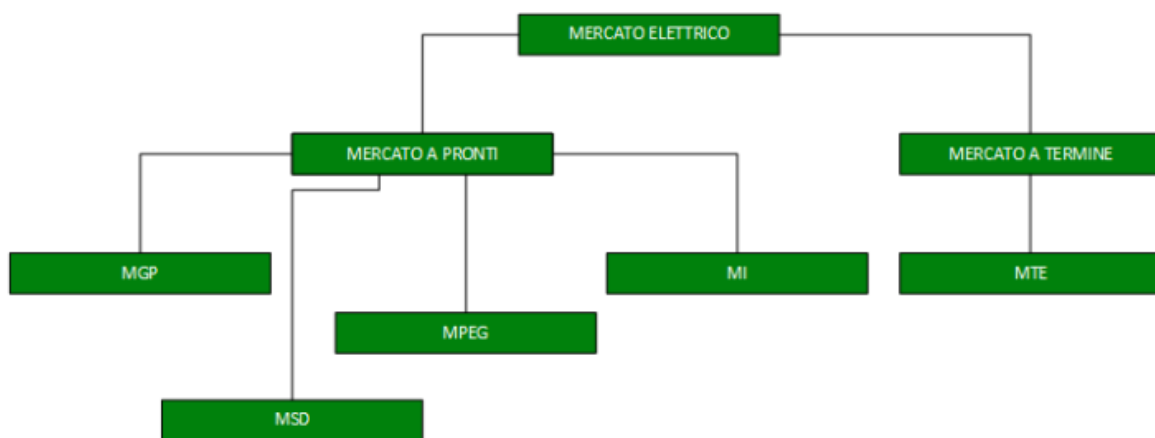 MERCATO ELETTRICO
MERCATO A PRONTI
MERCATO A TERMINE
MGP
MI
MTE
MPEG
MSD